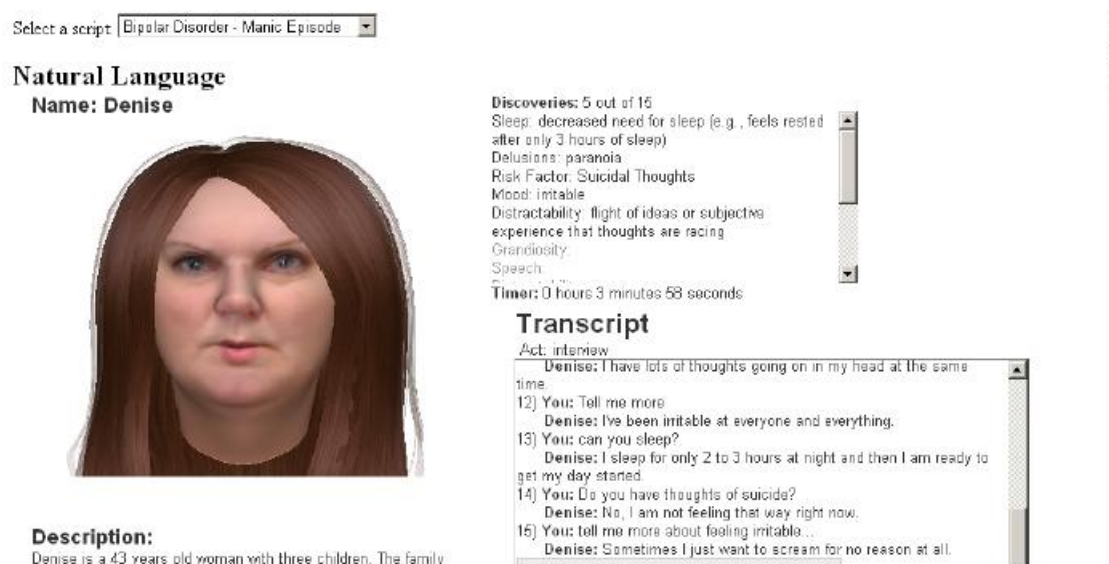 Select a script: Bipolar Disorder - Manic Episode
Natural Language
Name: Denise
Discoveries: 5 out of 15
Sleep: decreased need for sleep (e.g., feels rested
after only 3 hours of sleep)
Delusions: paranoia
Risk Factor: Suicidal Thoughts
Mood: irritable
Distractability: flight of ideas or subjective
experience that thoughts are racing
Grandiosity:
Speech:
Timer: 0 hours 3 minutes 58 seconds
Transcript
Act: interview
Denise: I have lots of thoughts going on in my head at the same
time.
12) You: Tell me more
Denise: I've been irritable at everyone and everything.
13) You: can you sleep?
Denise: I sleep for only 2 to 3 hours at night and then I am ready to
get my day started.
14) You: Do you have thoughts of suicide?
Denise: No, I am not feeling that way right now.
15) You: tell me more about feeling irritable...
Denise: Sometimes I just want to scream for no reason at all.
Description:
Denise is a 43 years old woman with three children. The family